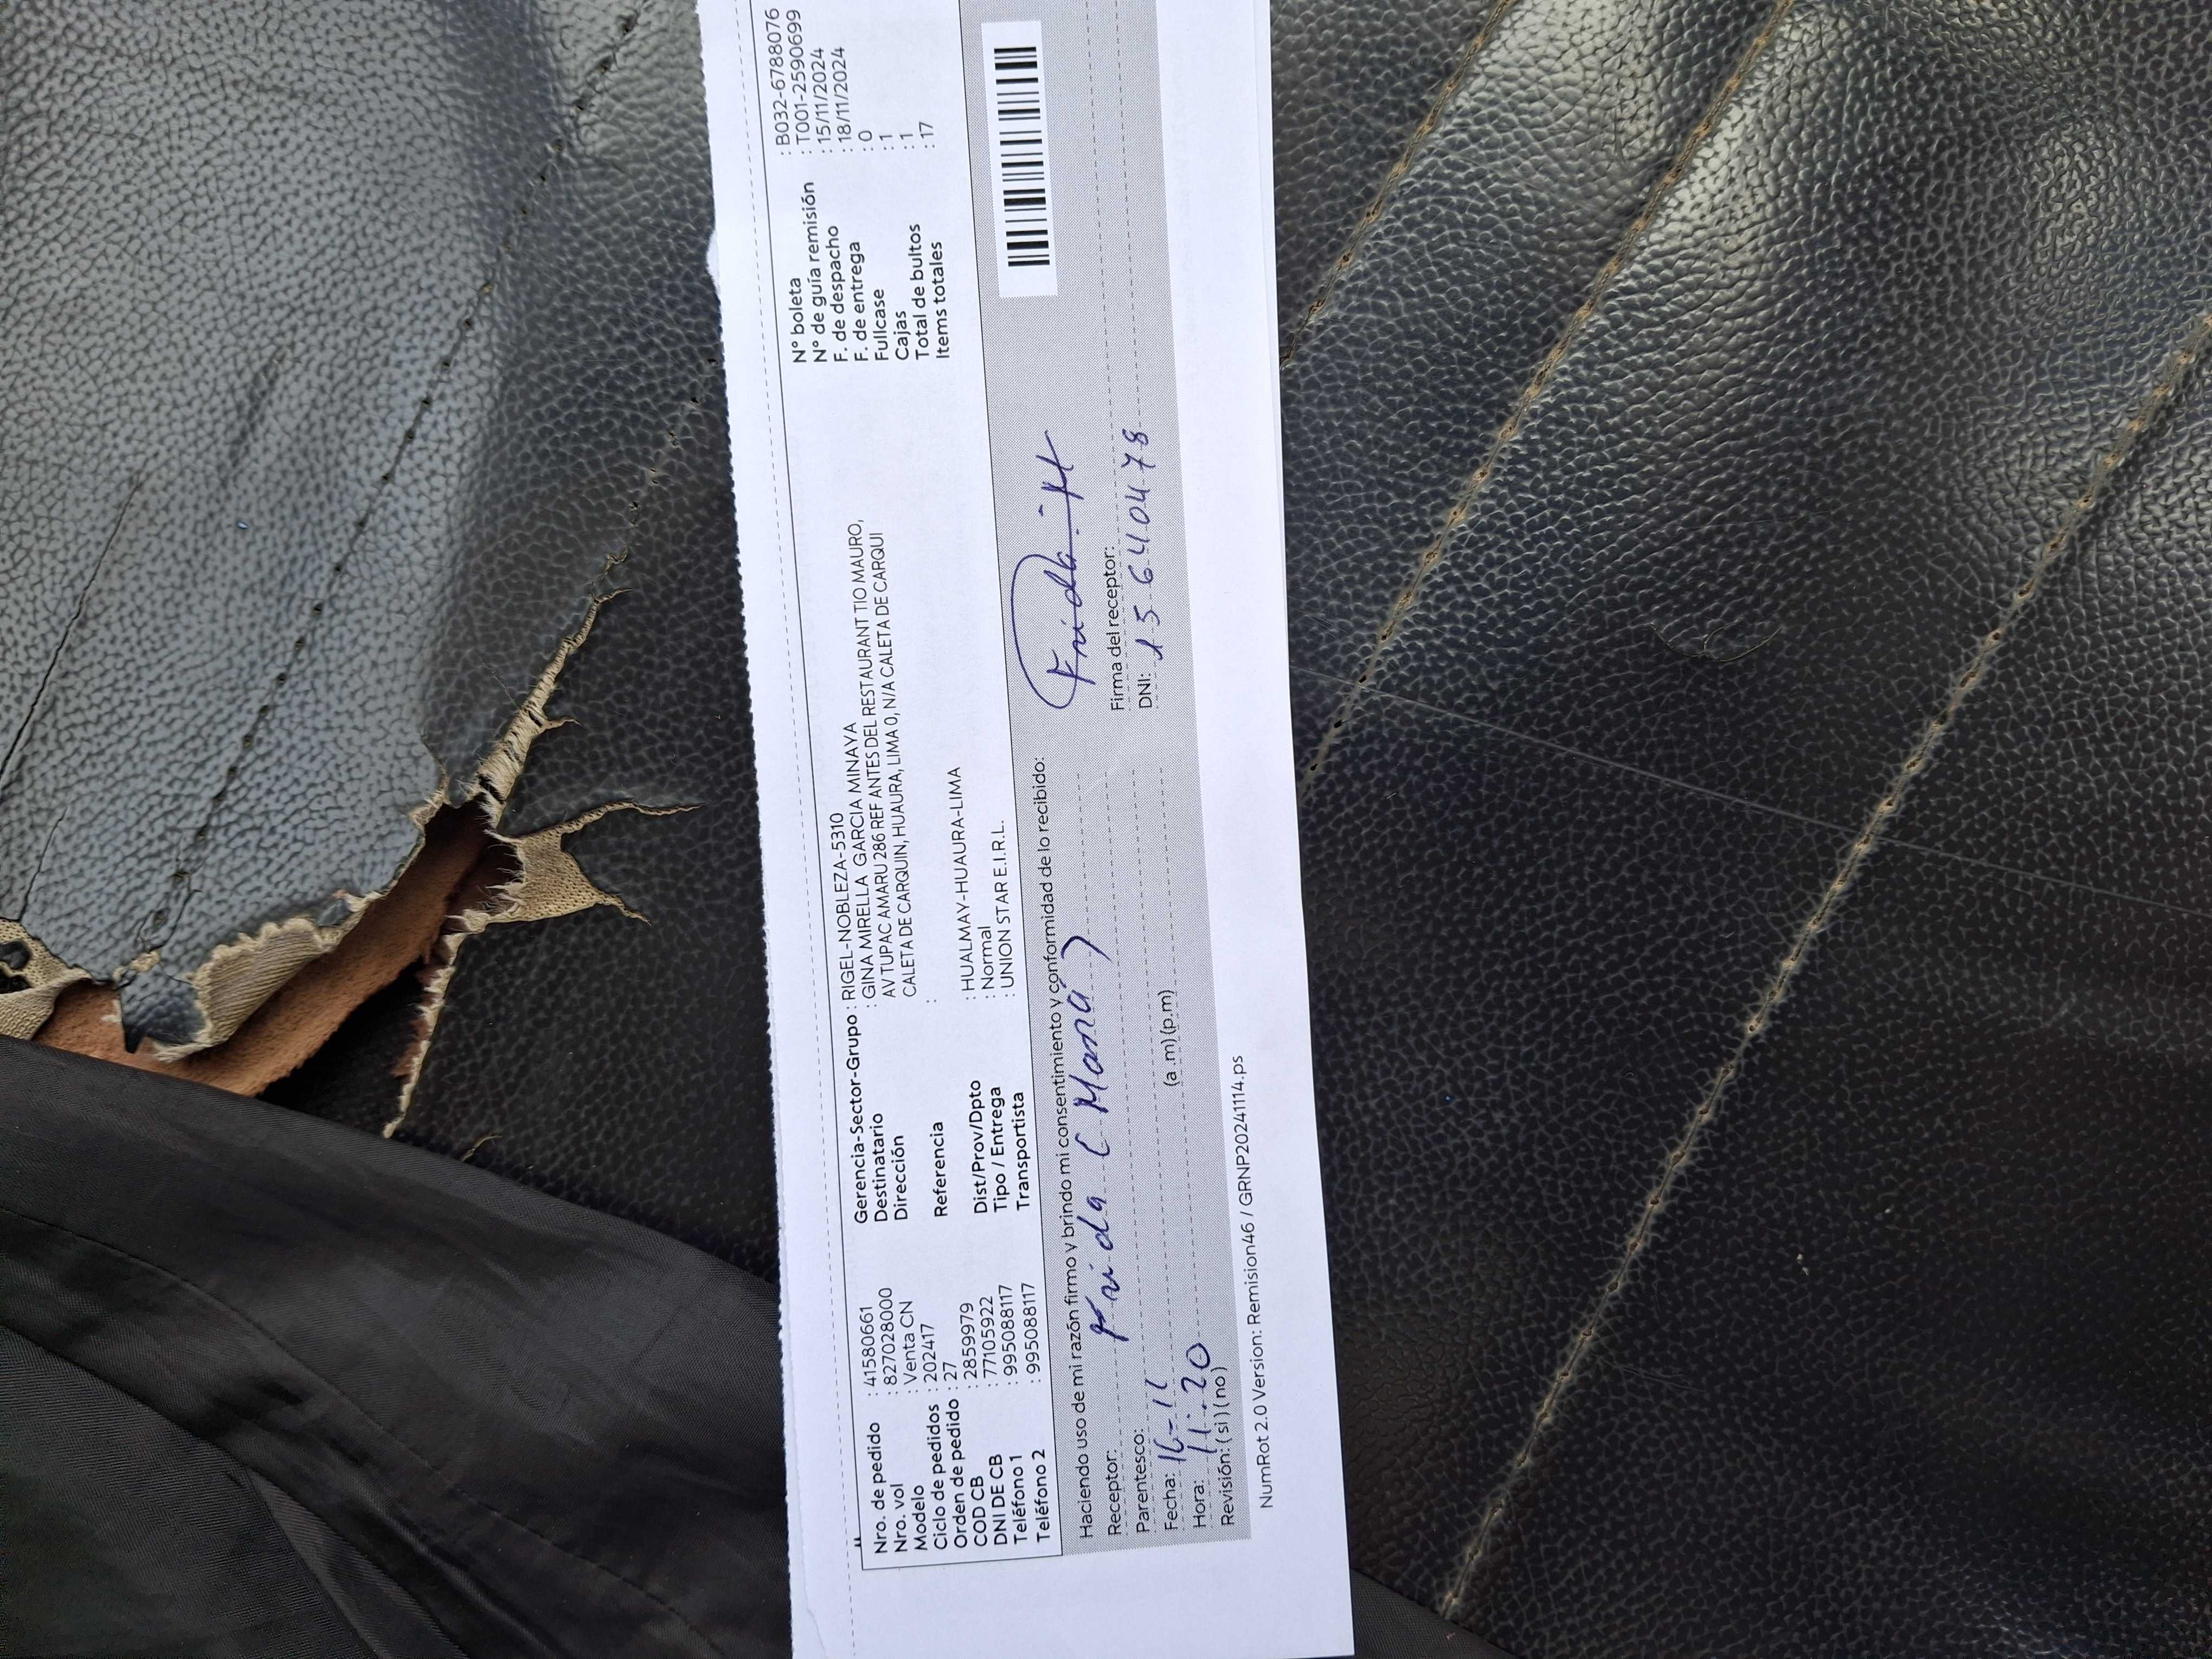 Nro. de pedido : 41580661
Nro. vol : 827028000
Modelo : Venta CN
Ciclo de pedidos : 202417
Orden de pedido : 27
COD CB : 2859979
DNI DE CB : 77105922
Teléfono 1 : 995088117
Teléfono 2 : 995088117
Gerencia-Sector-Grupo : RIGEL-NOBLEZA-5310
Destinatario : GINA MIRELLA GARCIA MINAYA
Dirección : AV TUPAC AMARU 286 REF ANTES DEL RESTAURANT TIO MAURO,
CALETA DE CARQUIN, HUAURA, LIMA 0, N/A CALETA DE CARQUI
Referencia :
Dist/Prov/Dpto : HUALMAY-HUAURA-LIMA
Tipo / Entrega : Normal
Transportista : UNION STAR E.I.R.L.
N° boleta : B032-67888076
N° de guía remisión : T001-2590699
F. de despacho : 15/11/2024
F. de entrega : 18/11/2024
Fullcase : 0
Cajas : 1
Total de bultos : 1
Items totales : 17
Haciendo uso de mi razón firmo y brindo mi consentimiento y conformidad de lo recibido:
Receptor: Frida (Mamá)
Parentesco:
Fecha: 16-11
Hora: 11:20 (a .m) (p.m)
Revisión: ( si ) ( no )
Firma del receptor:
DNI: 15640478
NumRot 2.0 Version: Remision46 / GRNP20241114.ps